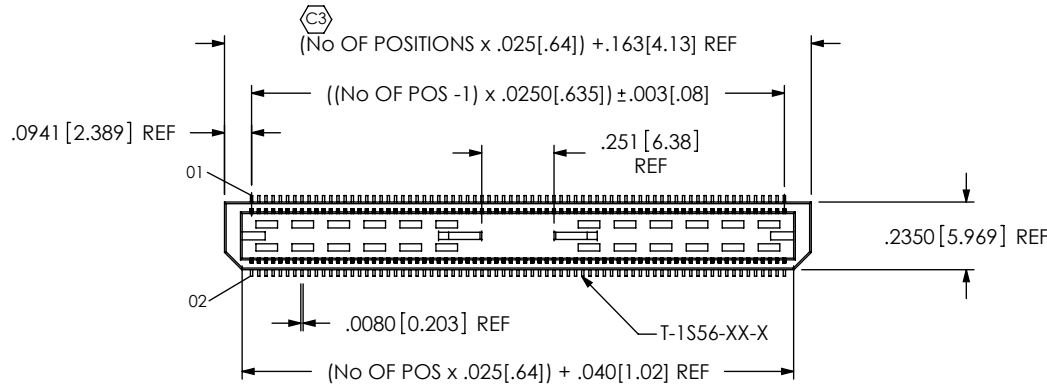 C3
(No OF POSITIONS x .025[.64]) +.163[4.13] REF
((No OF POS -1) x .0250[.635]) ±.003[.08]
.0941[2.389] REF
.251[6.38]
REF
01
.2350[5.969] REF
02
.0080[0.203] REF
T-1S56-XX-X
(No OF POS x .025[.64]) + .040[1.02] REF